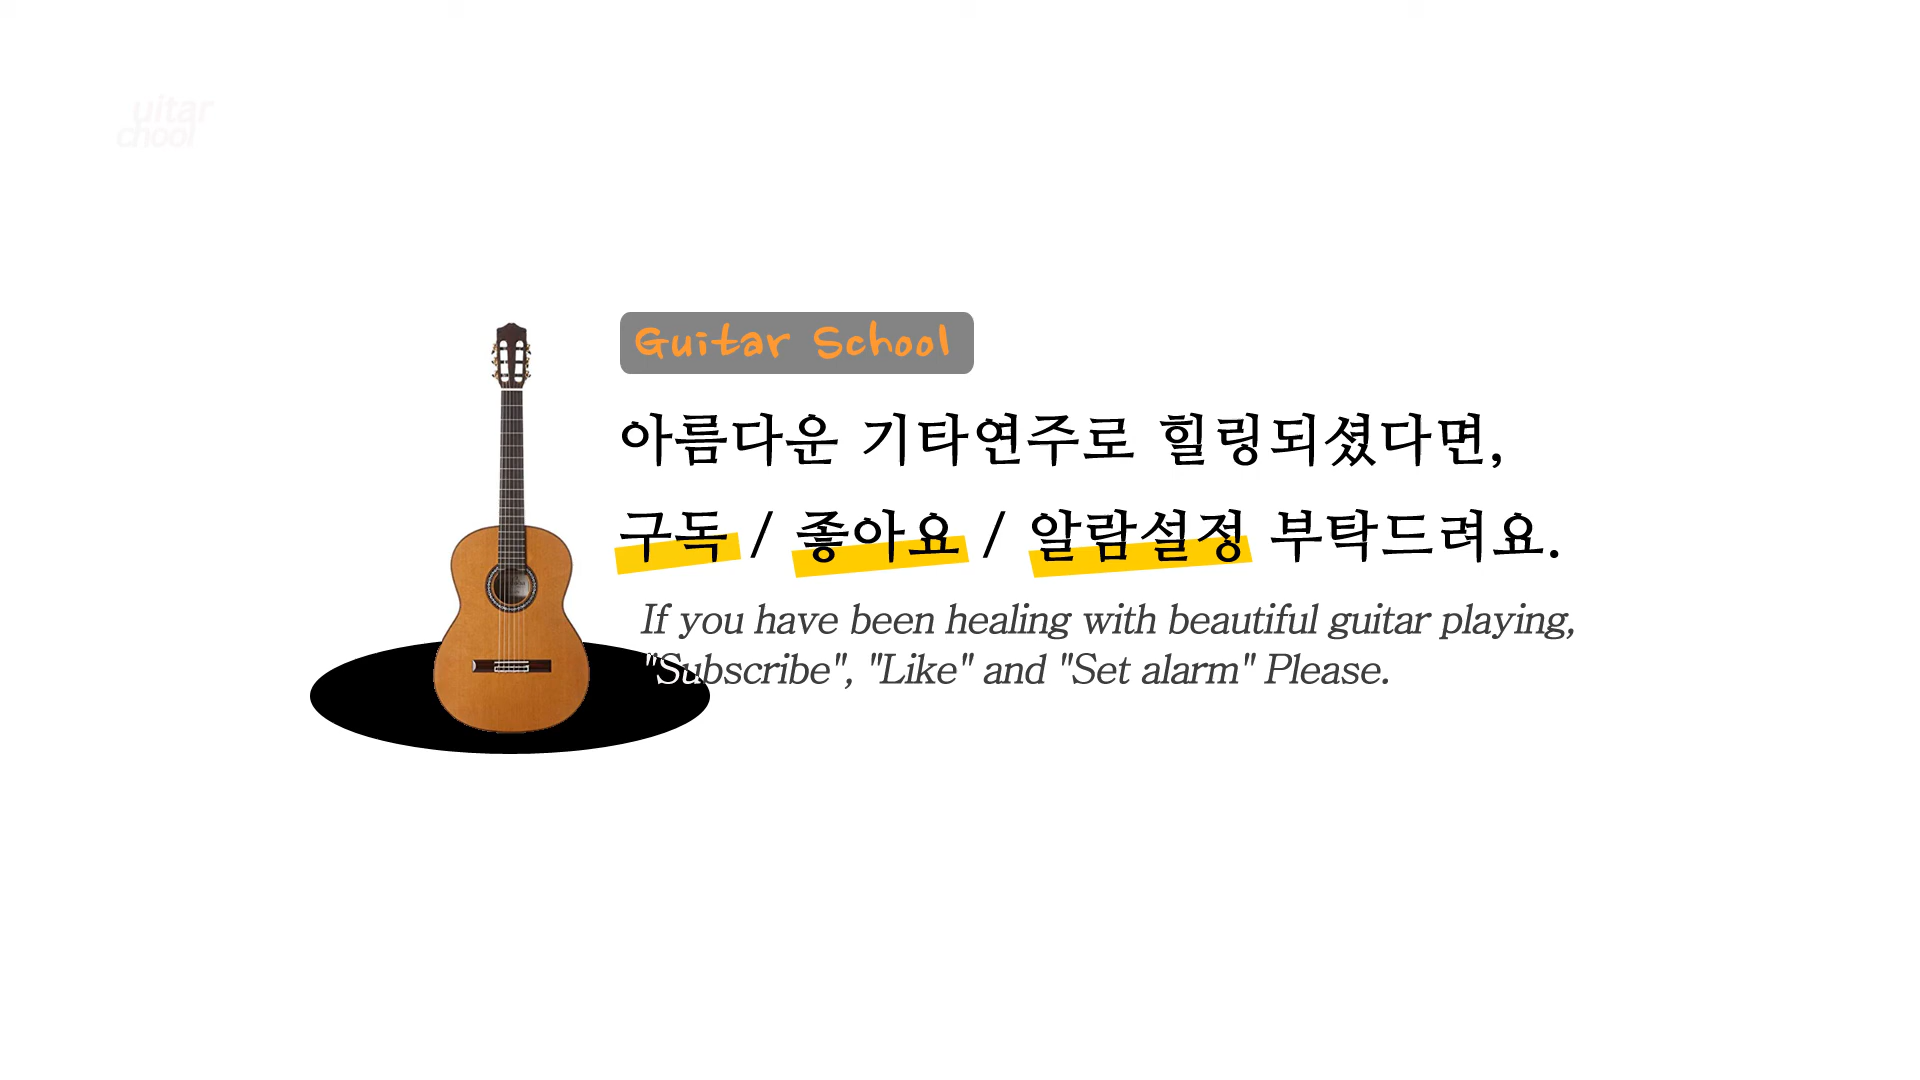 uitar
chool
Guitar School
아름다운 기타연주로 힐링되셨다면,
구독 / 좋아요 / 알람설정 부탁드려요.
If you have been healing with beautiful guitar playing,
"Subscribe", "Like" and "Set alarm" Please.